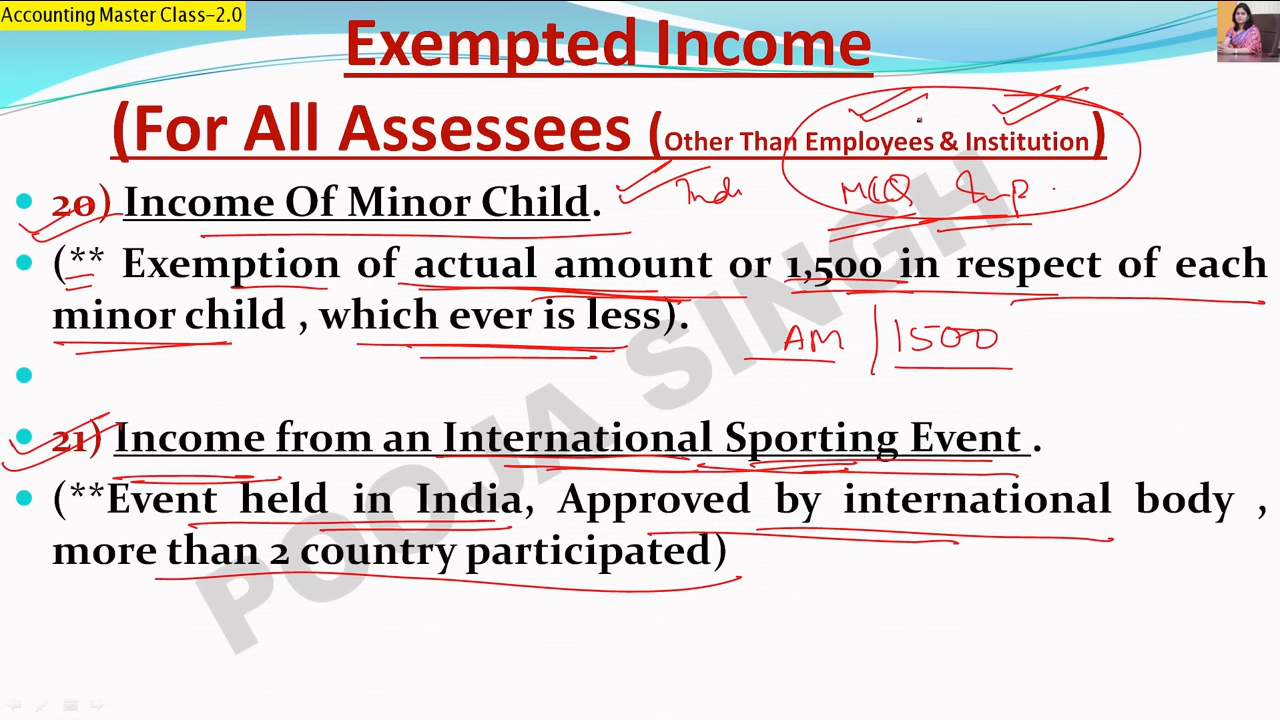 Accounting Master Class-2.0
Exempted Income
(For All Assessees (Other Than Employees & Institution)
20) Income Of Minor Child.
Indi
MCQ Imp.
(** Exemption of actual amount or 1,500 in respect of each
minor child , which ever is less).
AM | 1500
21) Income from an International Sporting Event .
(**Event held in India, Approved by international body ,
more than 2 country participated)
POOJA SINGH